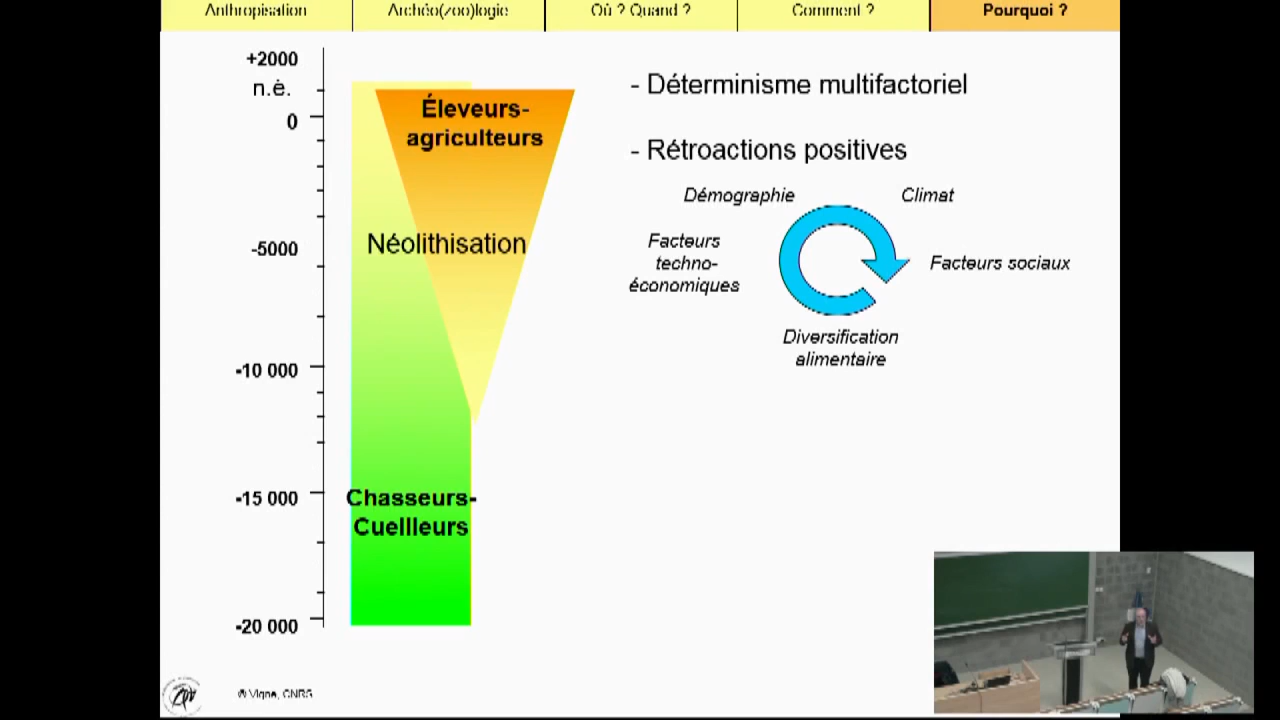 Anthropisation
Archéo(zoo)logie
Où ? Quand ?
Comment ?
Pourquoi ?
+2000
n.è.
0
-5000
-10 000
-15 000
-20 000
Éleveurs-
agriculteurs
Néolithisation
Chasseurs-
Cueilleurs
- Déterminisme multifactoriel
- Rétroactions positives
Démographie
Climat
Facteurs
techno-
économiques
Facteurs sociaux
Diversification
alimentaire
© Vigne, CNRS